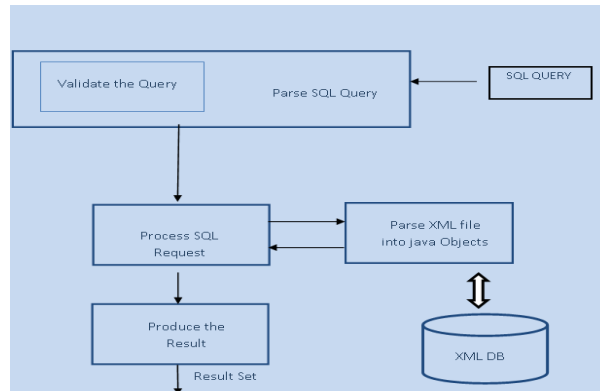 SQL QUERY
Validate the Query
Parse SQL Query
Process SQL
Request
Parse XML file
into java Objects
Produce the
Result
XML DB
Result Set